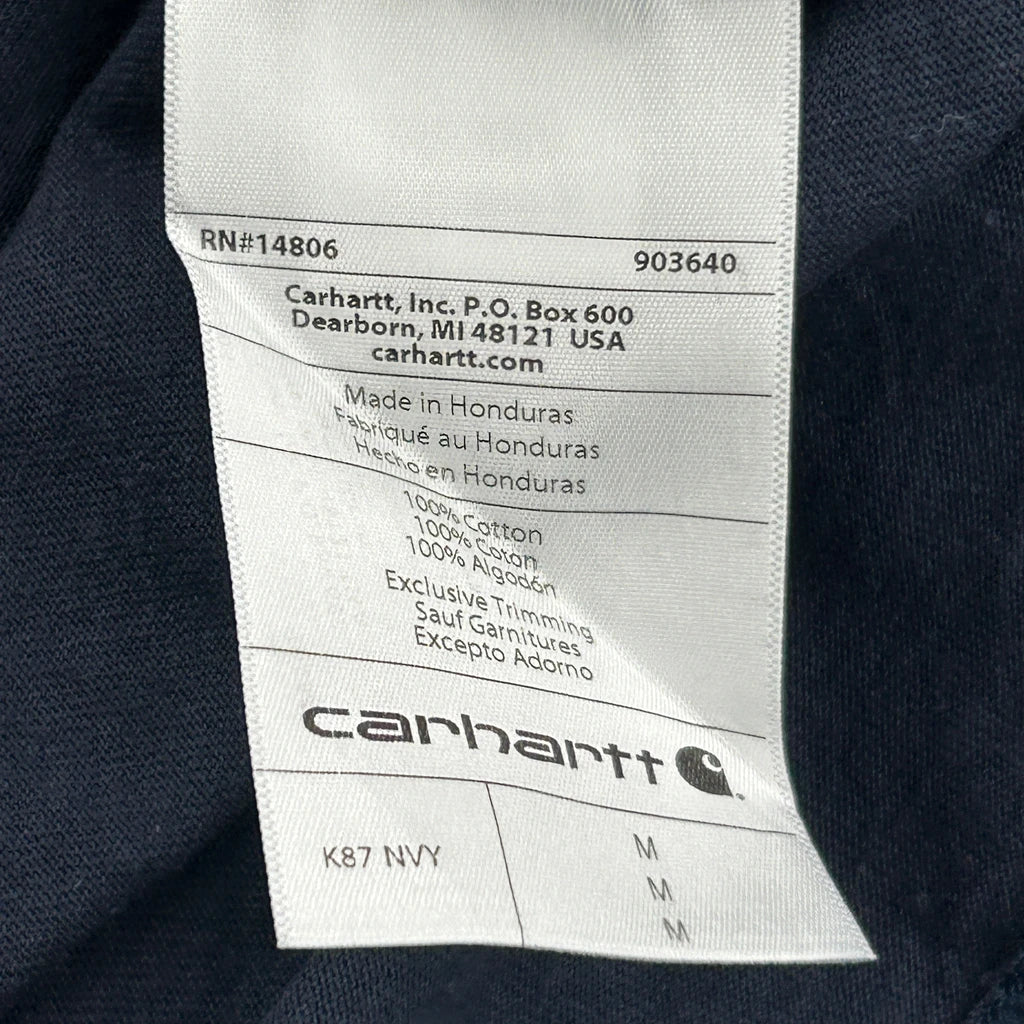 RN#14806 903640
Carhartt, Inc. P.O. Box 600
Dearborn, MI 48121 USA
carhartt.com
Made in Honduras
Fabriqué au Honduras
Hecho en Honduras
100% Cotton
100% Coton
100% Algodón
Exclusive Trimming
Sauf Garnitures
Excepto Adorno
carhartt
K87 NVY
M
M
M